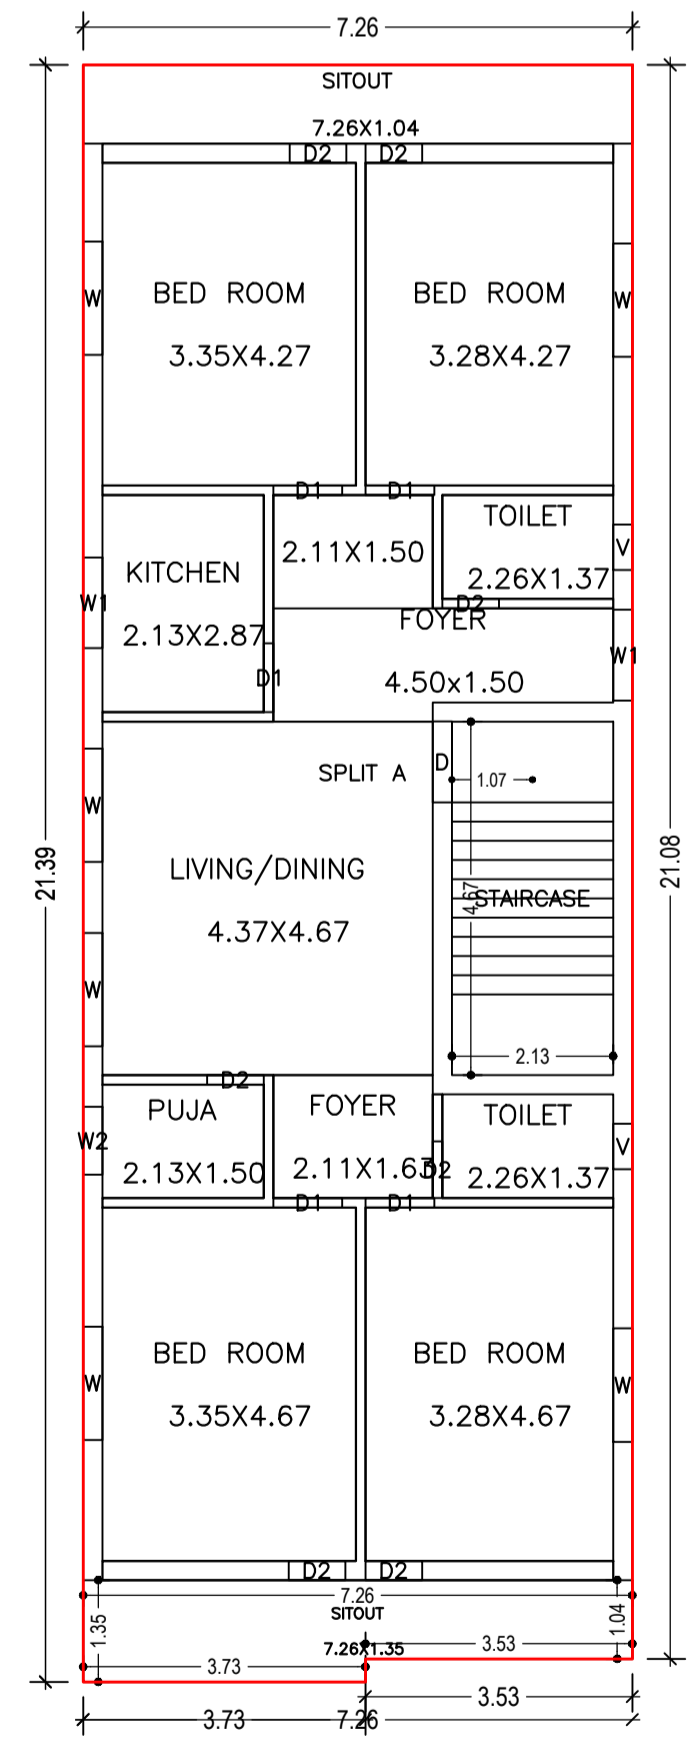 7.26
SITOUT
7.26X1.04
D2
D2
BED ROOM
3.35X4.27
BED ROOM
3.28X4.27
W
W
D1
D1
TOILET
2.26X1.37
V
2.11X1.50
KITCHEN
2.13X2.87
W1
D2
FOYER
4.50x1.50
W1
D1
SPLIT A
D
1.07
W
LIVING/DINING
4.37X4.67
4.67
STAIRCASE
21.39
21.08
W
2.13
D2
PUJA
2.13X1.50
W2
FOYER
2.11X1.63
D2
TOILET
2.26X1.37
V
D1
D1
BED ROOM
3.35X4.67
BED ROOM
3.28X4.67
W
W
D2
D2
7.26
SITOUT
1.35
1.04
7.26X1.35
3.53
3.73
3.53
3.73
7.26